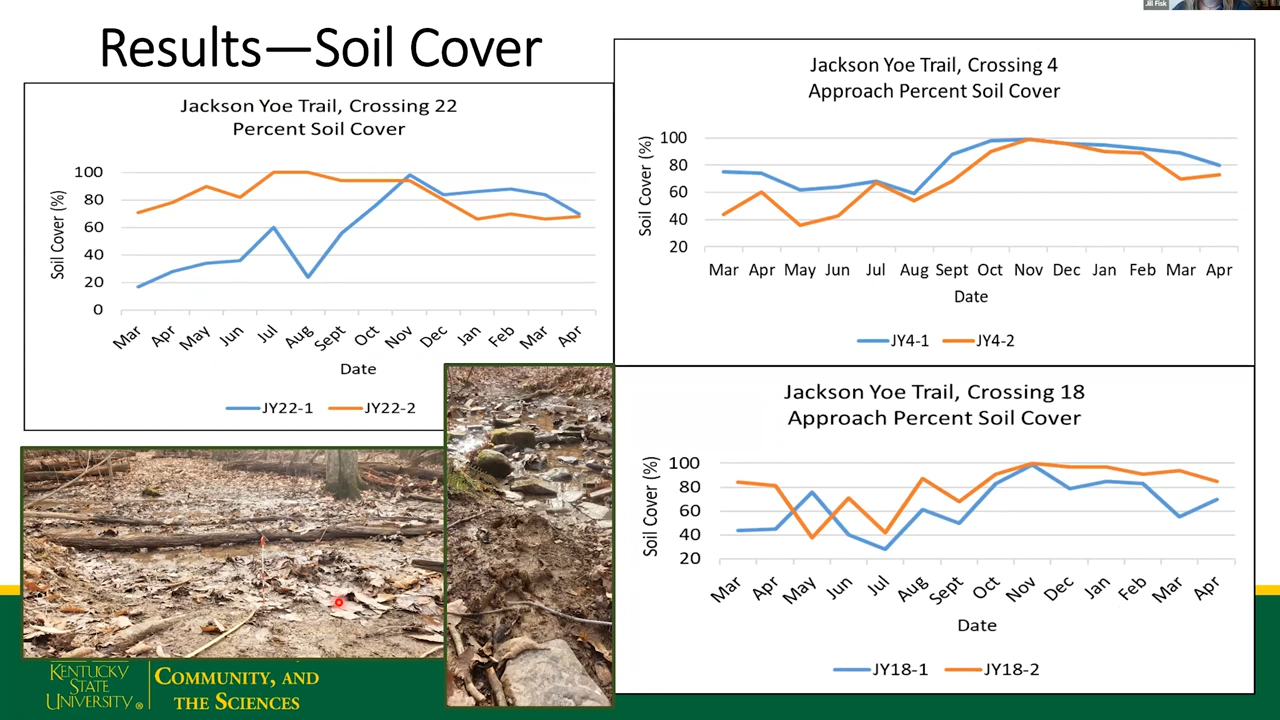 Jill Fisk
Results—Soil Cover
Jackson Yoe Trail, Crossing 22
Percent Soil Cover
Soil Cover (%)
100
80
60
40
20
0
Mar Apr May Jun Jul Aug Sept Oct Nov Dec Jan Feb Mar Apr
Date
JY22-1 JY22-2
Jackson Yoe Trail, Crossing 4
Approach Percent Soil Cover
Soil Cover (%)
100
80
60
40
20
Mar Apr May Jun Jul Aug Sept Oct Nov Dec Jan Feb Mar Apr
Date
JY4-1 JY4-2
Jackson Yoe Trail, Crossing 18
Approach Percent Soil Cover
Soil Cover (%)
100
80
60
40
20
Mar Apr May Jun Jul Aug Sept Oct Nov Dec Jan Feb Mar Apr
Date
JY18-1 JY18-2
KENTUCKY
STATE
UNIVERSITY®
COMMUNITY, AND
THE SCIENCES